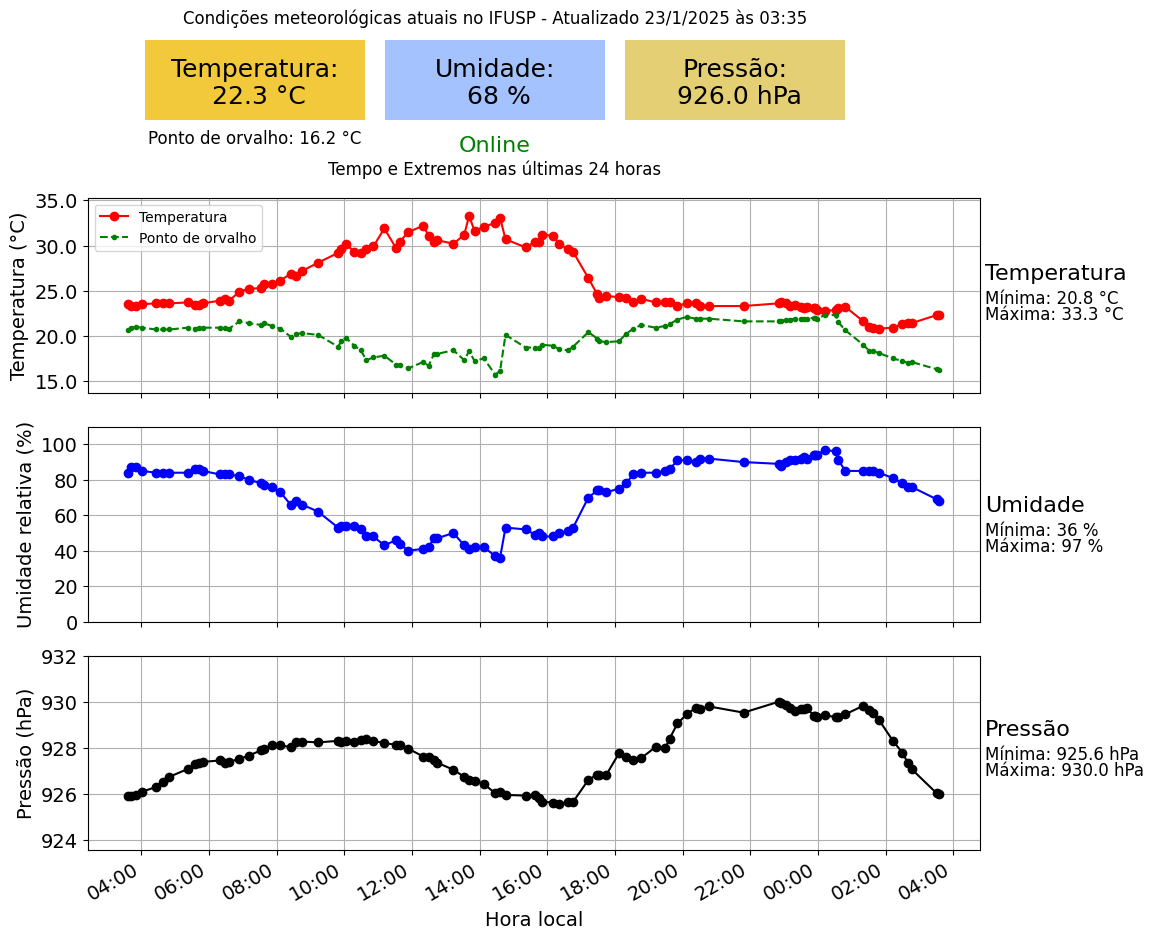 Condições meteorológicas atuais no IFUSP - Atualizado 23/1/2025 às 03:35
Temperatura:
22.3 °C
Umidade:
68 %
Pressão:
926.0 hPa
Ponto de orvalho: 16.2 °C
Online
Tempo e Extremos nas últimas 24 horas
Temperatura (°C)
35.0
30.0
25.0
20.0
15.0
Temperatura
Ponto de orvalho
Temperatura
Mínima: 20.8 °C
Máxima: 33.3 °C
Umidade relativa (%)
100
80
60
40
20
0
Umidade
Mínima: 36 %
Máxima: 97 %
Pressão (hPa)
932
930
928
926
924
Pressão
Mínima: 925.6 hPa
Máxima: 930.0 hPa
04:00 06:00 08:00 10:00 12:00 14:00 16:00 18:00 20:00 22:00 00:00 02:00 04:00
Hora local